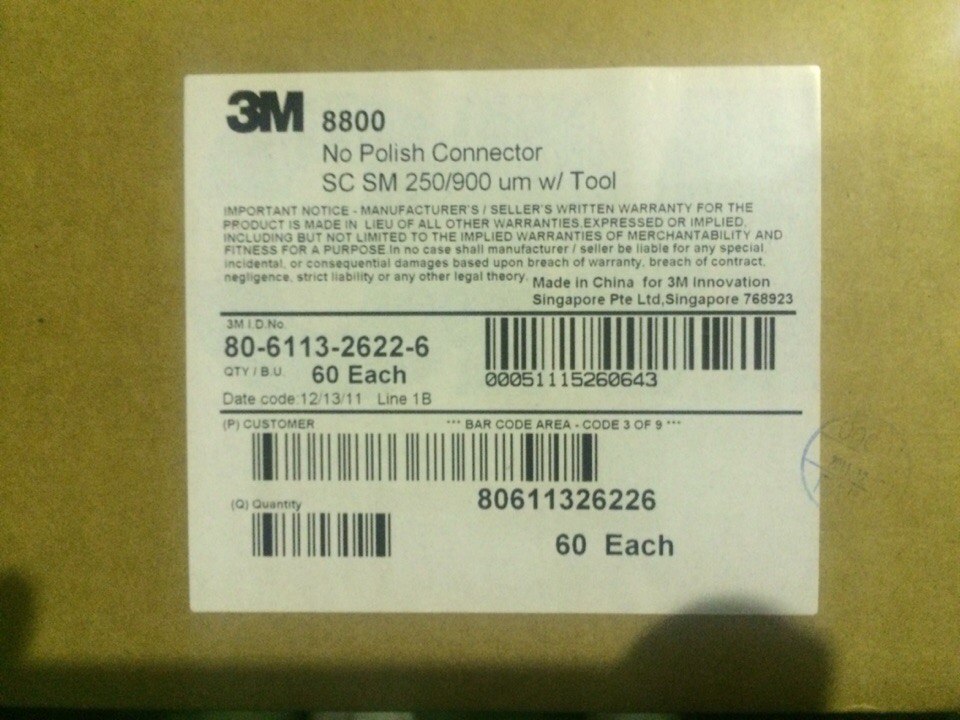 3M 8800
No Polish Connector
SC SM 250/900 um w/ Tool
IMPORTANT NOTICE - MANUFACTURER'S / SELLER'S WRITTEN WARRANTY FOR THE
PRODUCT IS MADE IN LIEU OF ALL OTHER WARRANTIES,EXPRESSED OR IMPLIED,
INCLUDING BUT NOT LIMITED TO THE IMPLIED WARRANTIES OF MERCHANTABILITY AND
FITNESS FOR A PURPOSE.In no case shall manufacturer / seller be liable for any special
incidental, or consequential damages based upon breach of warranty, breach of contract,
negligence, strict liability or any other legal theory.
Made in China for 3M Innovation
Singapore Pte Ltd,Singapore 768923
3M I.D.No.
80-6113-2622-6
QTY / B.U. 60 Each
00051115260643
Date code:12/13/11 Line 1B
(P) CUSTOMER *** BAR CODE AREA - CODE 3 OF 9 ***
80611326226
(Q) Quantity
60 Each